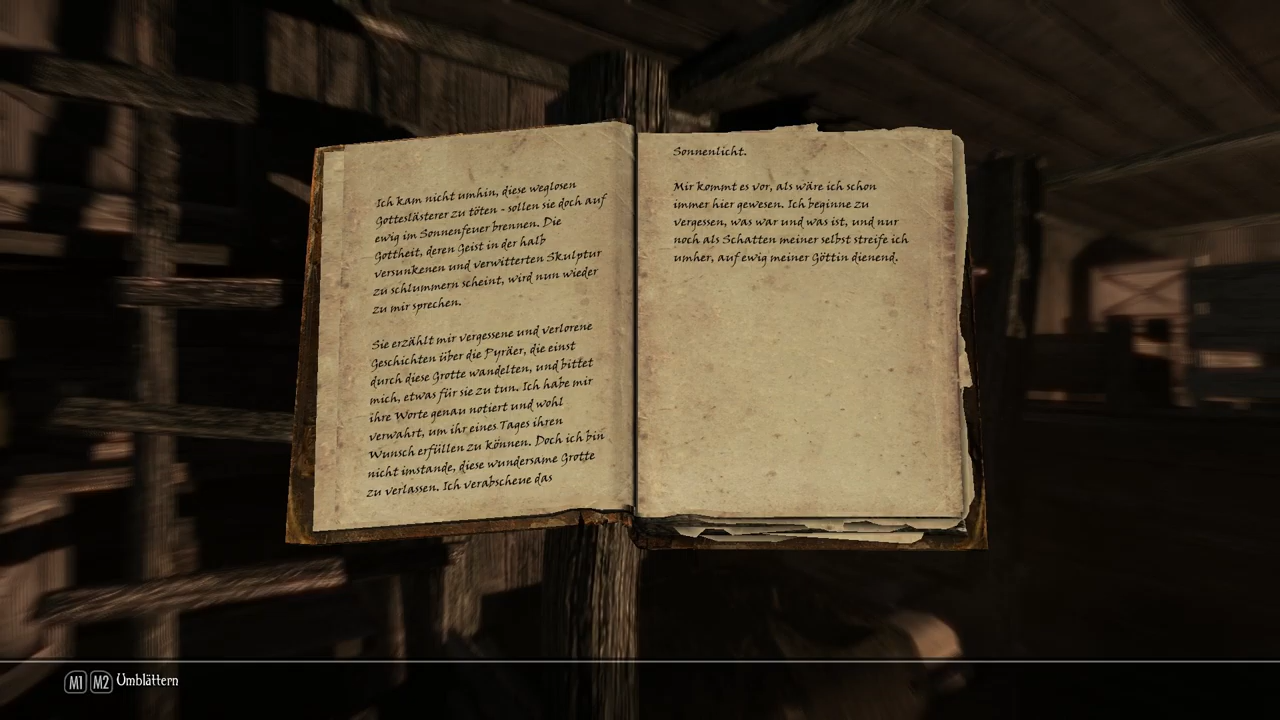 Ich kam nicht umhin, diese weglosen
Gotteslästerer zu töten - sollen sie doch auf
ewig im Sonnenfeuer brennen. Die
Gottheit, deren Geist in der halb
versunkenen und verwitterten Skulptur
zu schlummern scheint, wird nun wieder
zu mir sprechen.
Sie erzählt mir vergessene und verlorene
Geschichten über die Pyräer, die einst
durch diese Grotte wandelten, und bittet
mich, etwas für sie zu tun. Ich habe mir
ihre Worte genau notiert und wohl
verwahrt, um ihr eines Tages ihren
Wunsch erfüllen zu können. Doch ich bin
nicht imstande, diese wundersame Grotte
zu verlassen. Ich verabscheue das
Sonnenlicht.
Mir kommt es vor, als wäre ich schon
immer hier gewesen. Ich beginne zu
vergessen, was war und was ist, und nur
noch als Schatten meiner selbst streife ich
umher, auf ewig meiner Göttin dienend.
M1 M2 Umblättern